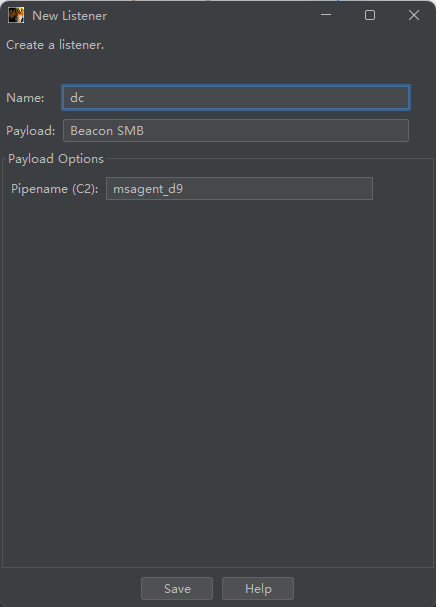 New Listener
Create a listener.
Name: dc
Payload: Beacon SMB
Payload Options
Pipename (C2): msagent_d9
Save Help